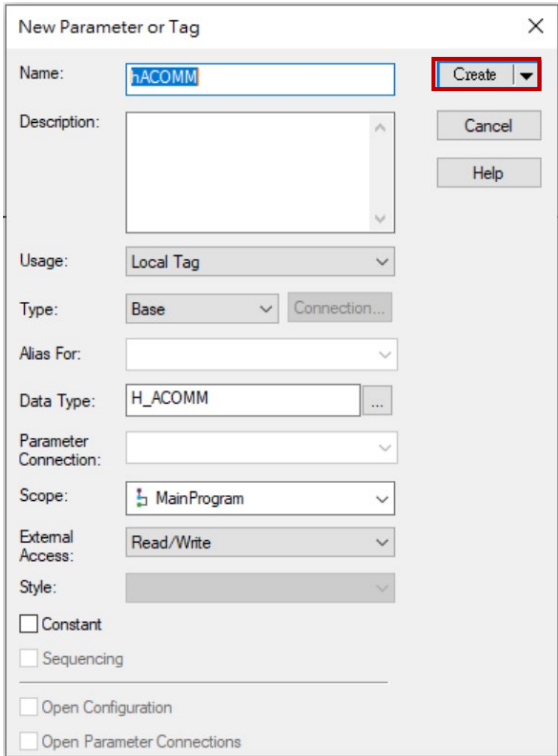 New Parameter or Tag
Name:
hACOMM
Create
Description:
Cancel
Help
Usage:
Local Tag
Type:
Base
Connection...
Alias For:
Data Type:
H_ACOMM
...
Parameter
Connection:
Scope:
MainProgram
External
Access:
Read/Write
Style:
Constant
Sequencing
Open Configuration
Open Parameter Connections